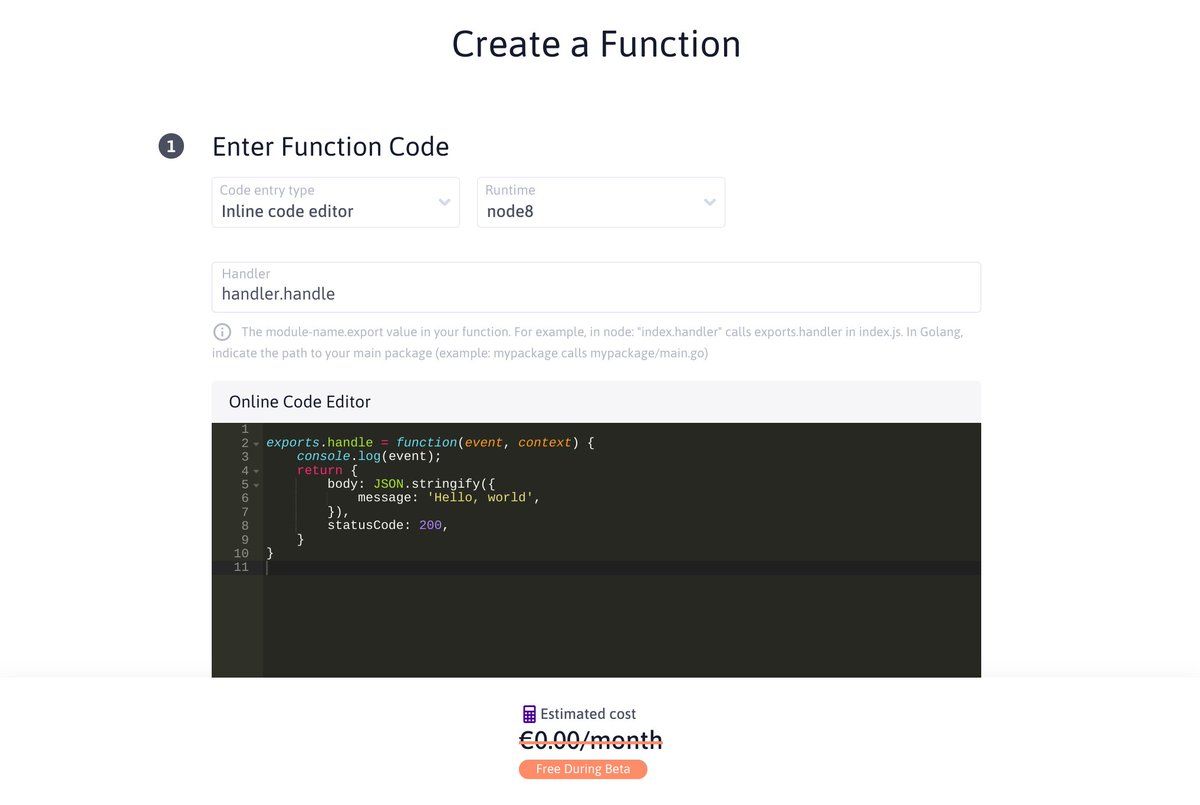 Create a Function
1 Enter Function Code
Code entry type
Inline code editor
Runtime
node8
Handler
handler.handle
The module-name.export value in your function. For example, in node: "index.handler" calls exports.handler in index.js. In Golang,
indicate the path to your main package (example: mypackage calls mypackage/main.go)
Online Code Editor
1
2 exports.handle = function(event, context) {
3     console.log(event);
4     return {
5         body: JSON.stringify({
6             message: 'Hello, world',
7         }),
8         statusCode: 200,
9     }
10 }
11
Estimated cost
€0.00/month
Free During Beta